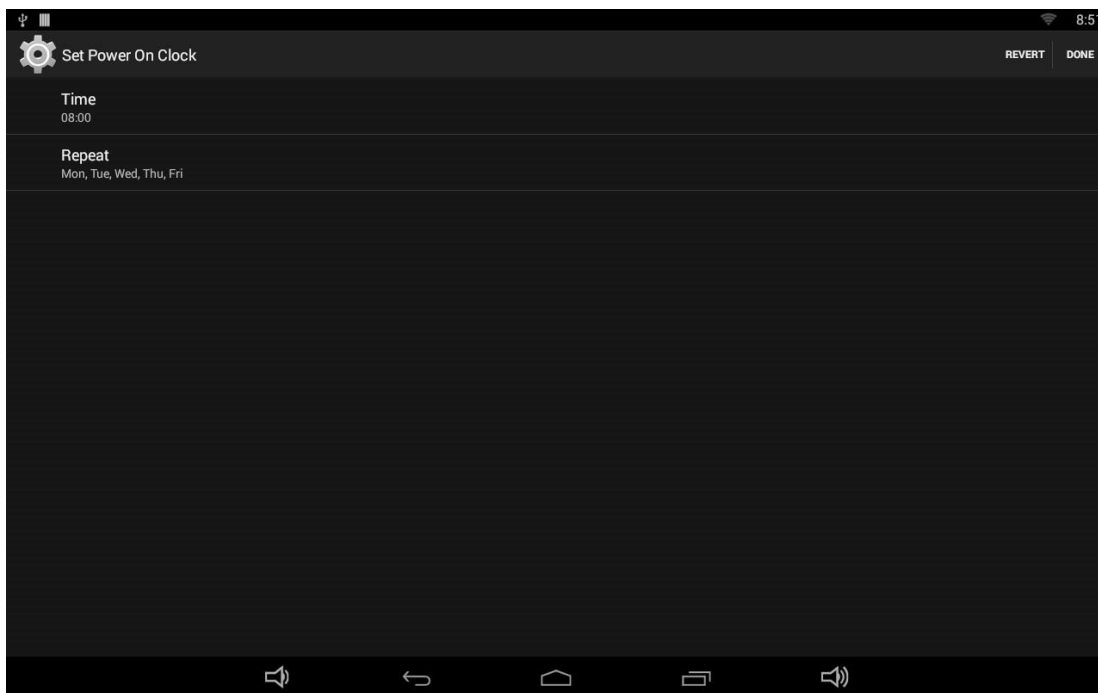 Set Power On Clock
REVERT
DONE
Time
08:00
Repeat
Mon, Tue, Wed, Thu, Fri